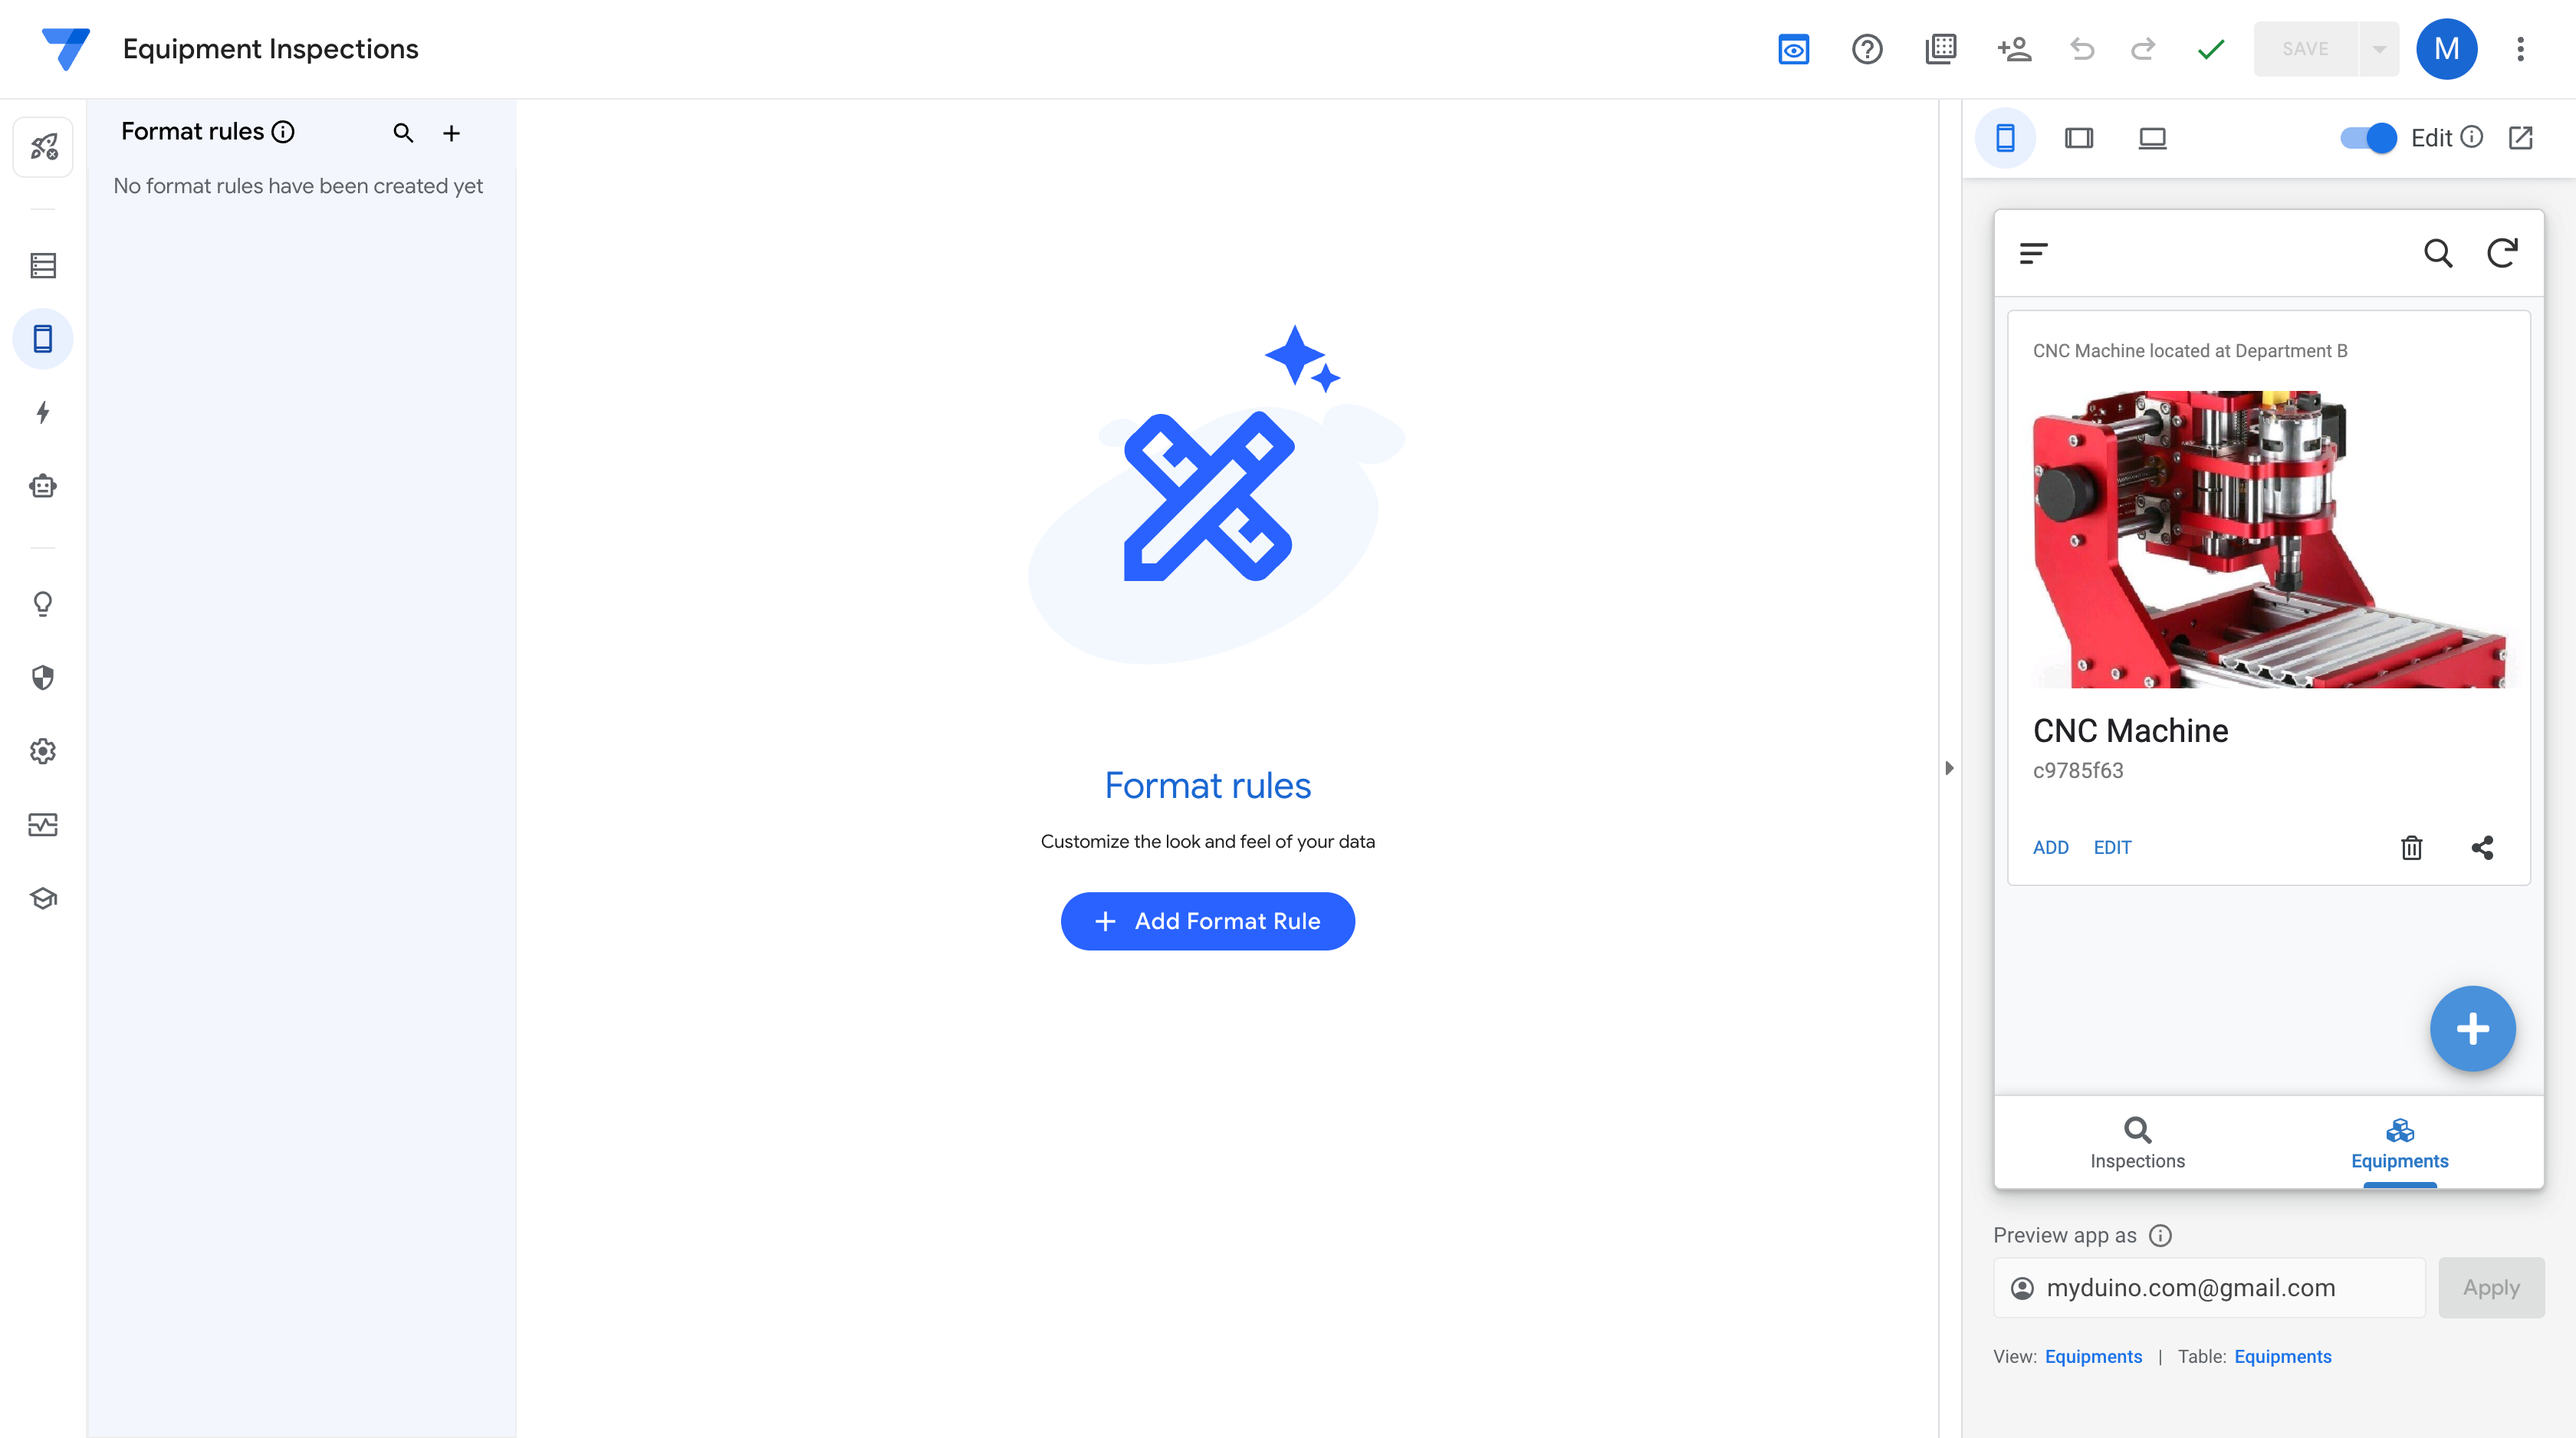 Equipment Inspections
SAVE
M
Format rules
No format rules have been created yet
Format rules
Customize the look and feel of your data
Add Format Rule
Edit
CNC Machine located at Department B
CNC Machine
c9785f63
ADD EDIT
Inspections
Equipments
Preview app as
myduino.com@gmail.com
Apply
View: Equipments | Table: Equipments